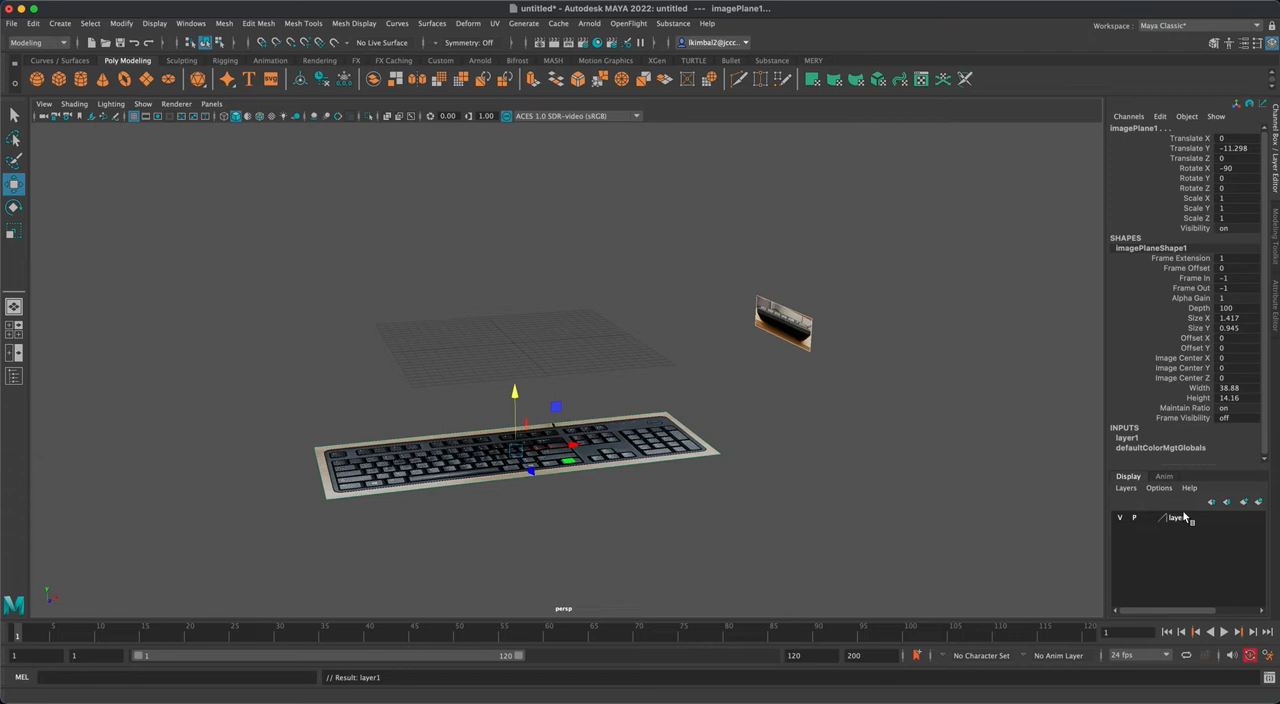 untitled* - Autodesk MAYA 2022: untitled --- imagePlane1...
File Edit Create Select Modify Display Windows Mesh Edit Mesh Mesh Tools Mesh Display Curves Surfaces Deform UV Generate Cache Arnold OpenFlight Substance Help
Workspace : Maya Classic*
Modeling No Live Surface Symmetry: Off lkimbal2@jccc..
Curves / Surfaces Poly Modeling Sculpting Rigging Animation Rendering FX FX Caching Custom Arnold Bifrost MASH Motion Graphics XGen TURTLE Bullet Substance MERY
View Shading Lighting Show Renderer Panels
0.00 1.00 ACES 1.0 SDR-video (sRGB)
Channels Edit Object Show
imagePlane1 . . .
Translate X 0
Translate Y -11.298
Translate Z 0
Rotate X -90
Rotate Y 0
Rotate Z 0
Scale X 1
Scale Y 1
Scale Z 1
Visibility on
SHAPES
imagePlaneShape1
Frame Extension 1
Frame Offset 0
Frame In -1
Frame Out -1
Alpha Gain 1
Depth 100
Size X 1.417
Size Y 0.945
Offset X 0
Offset Y 0
Image Center X 0
Image Center Y 0
Image Center Z 0
Width 38.88
Height 14.16
Maintain Ratio on
Frame Visibility off
INPUTS
layer1
defaultColorMgtGlobals
Display Anim
Layers Options Help
V P
Channel Box / Layer Editor
Modeling Toolkit
Attribute Editor
persp
1 5 10 15 20 25 30 35 40 45 50 55 60 65 70 75 80 85 90 95 100 105 110 115 120 1
1 1 1 120 120 200 No Character Set No Anim Layer 24 fps
MEL // Result: layer1